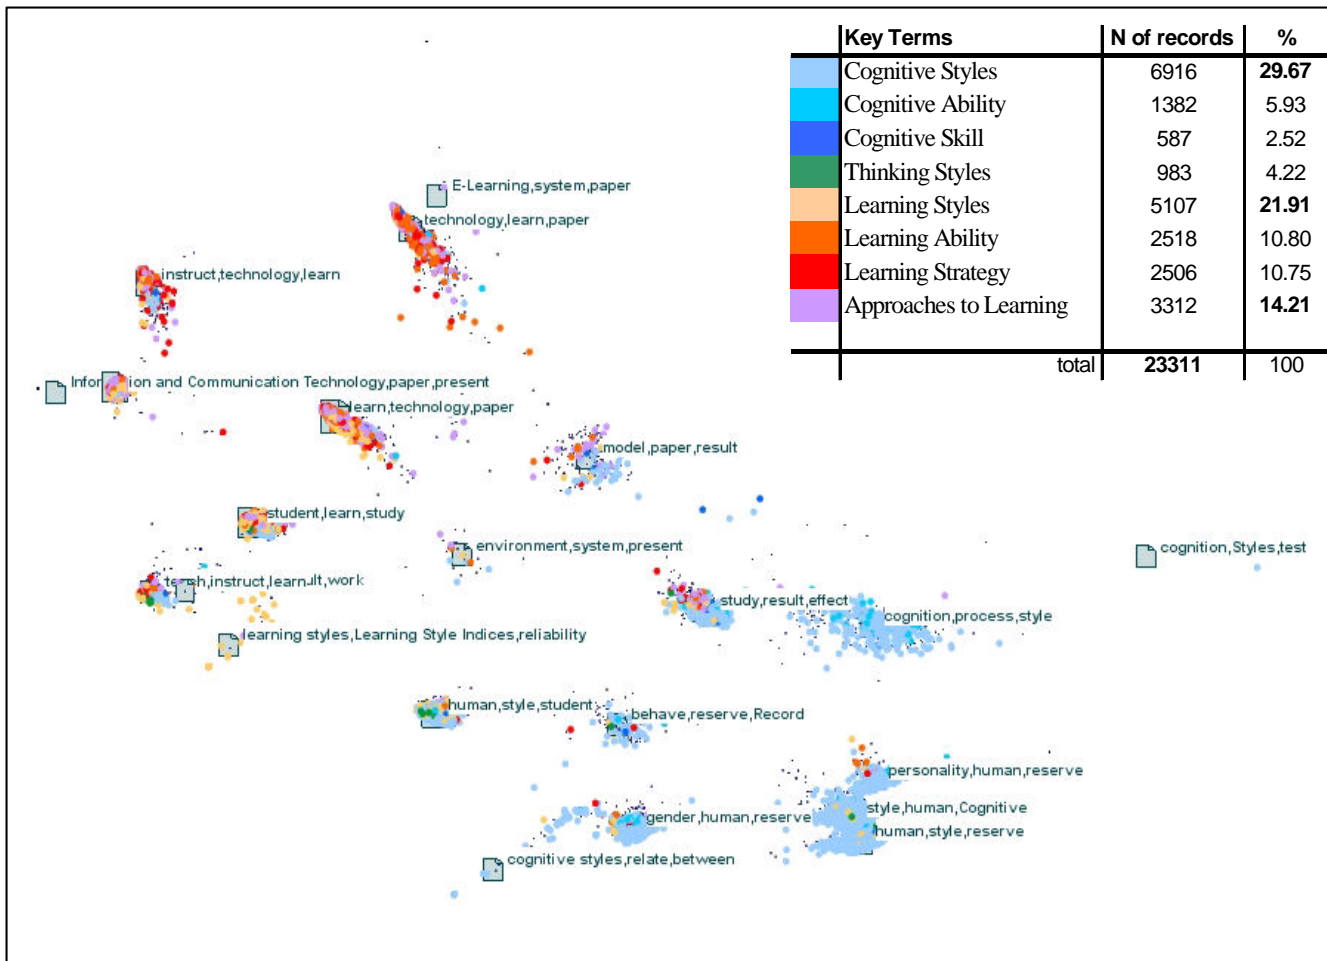 Key Terms N of records %
Cognitive Styles 6916 29.67
Cognitive Ability 1382 5.93
Cognitive Skill 587 2.52
Thinking Styles 983 4.22
Learning Styles 5107 21.91
Learning Ability 2518 10.80
Learning Strategy 2506 10.75
Approaches to Learning 3312 14.21
total 23311 100
E-Learning,system,paper
technology,learn,paper
instruct,technology,learn
and Communication Technology,paper,present
learn,technology,paper
model,paper,result
student,learn,study
environment,system,present
cognition,Styles,test
instruct,learn
work
study,result,effect
cognition,process,style
learning styles,Learning Style Indices,reliability
human,style,student
behave,reserve,Record
personality,human,reserve
style,human,Cognitive
gender,human,reserve
human,style,reserve
cognitive styles,relate,between